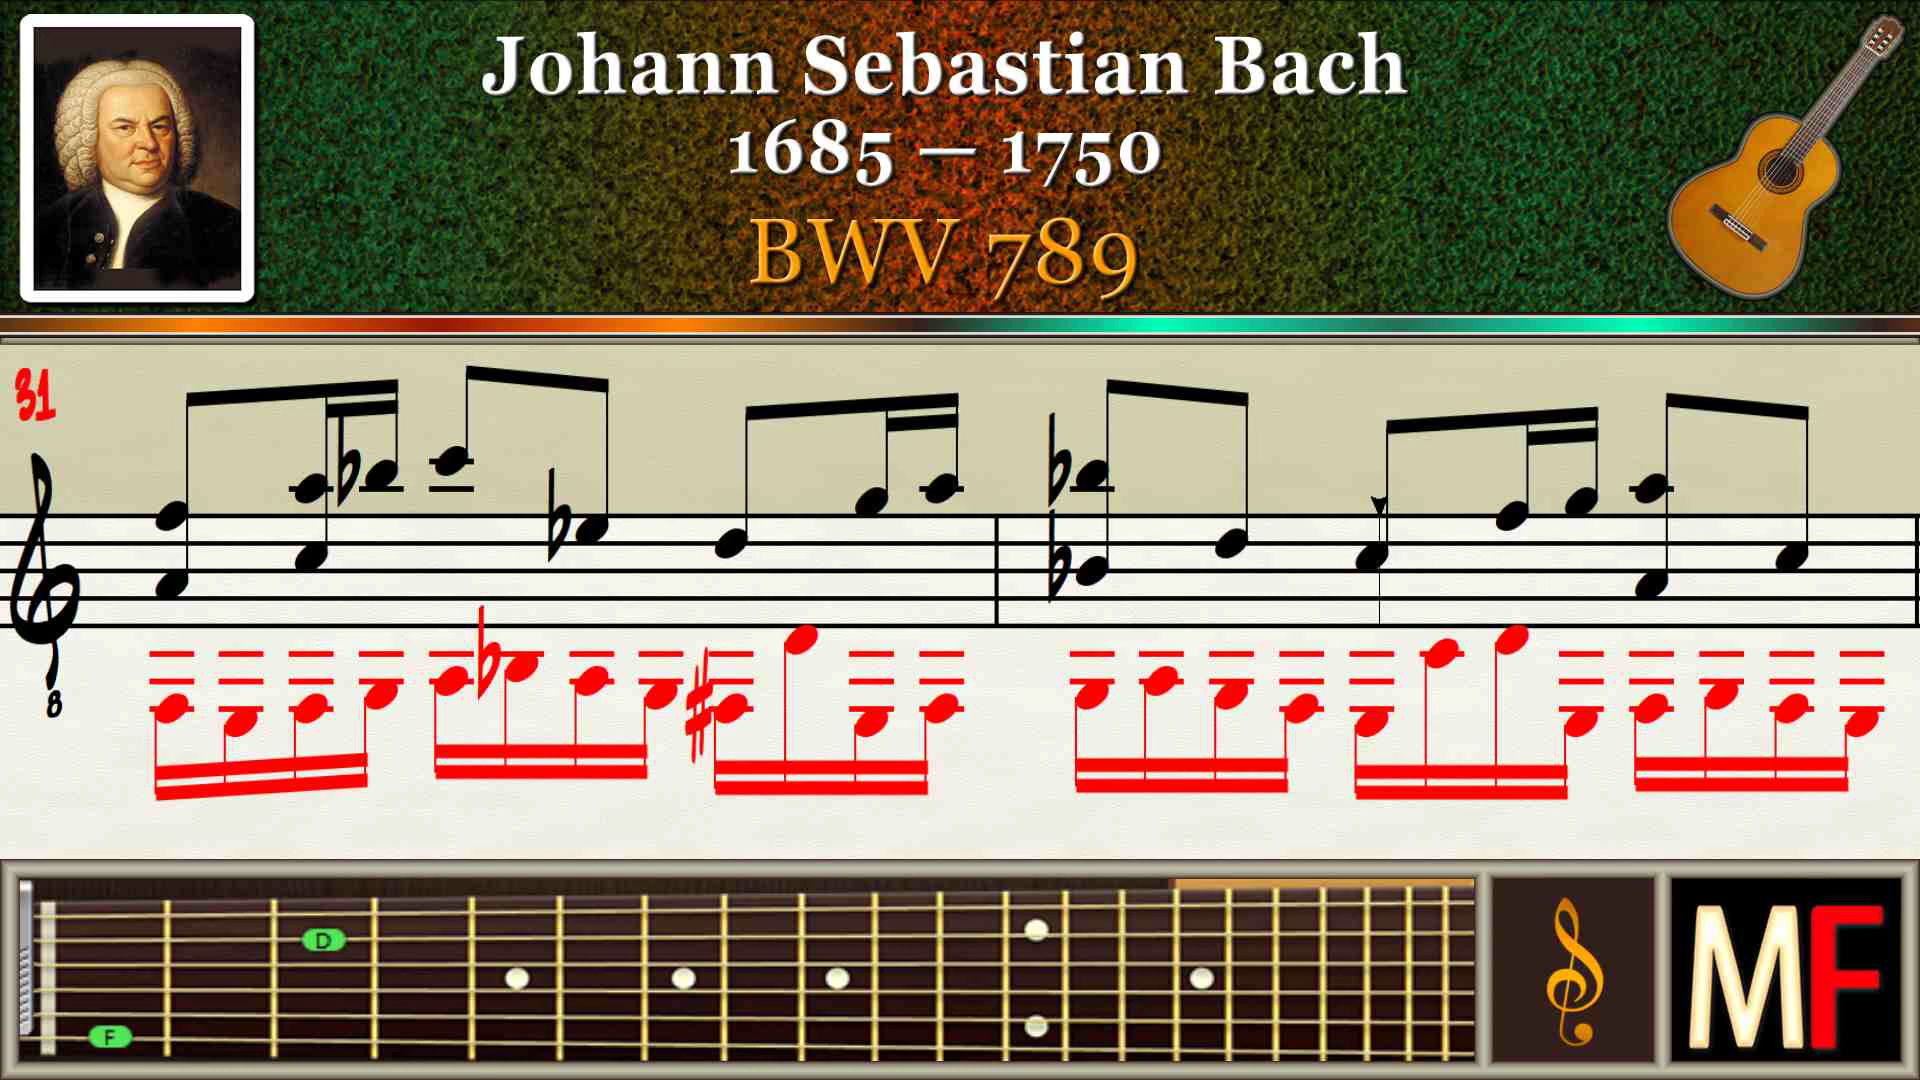 Johann Sebastian Bach
1685 — 1750
BWV 789
31
8
D
F
MF